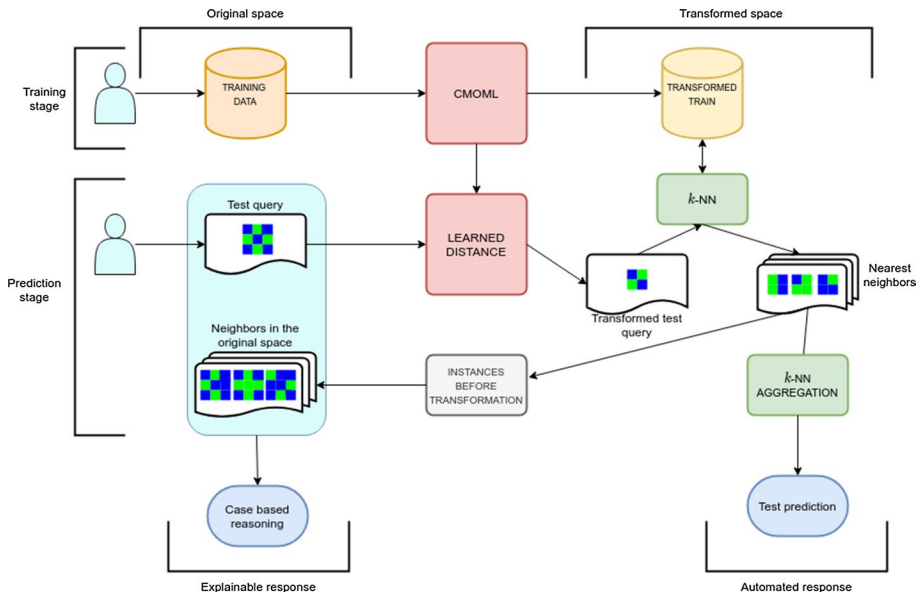 Original space
Transformed space
Training
stage
TRAINING
DATA
CMOML
TRANSFORMED
TRAIN
Prediction
stage
Test query
LEARNED
DISTANCE
k-NN
Transformed test
query
Nearest
neighbors
Neighbors in the
original space
INSTANCES
BEFORE
TRANSFORMATION
k-NN
AGGREGATION
Case based
reasoning
Test prediction
Explainable response
Automated response